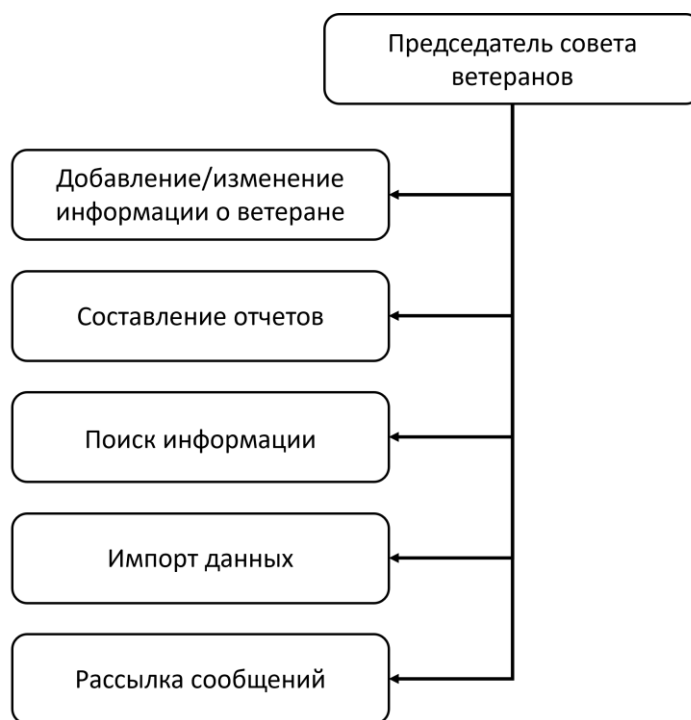 Председатель совета
ветеранов
Добавление/изменение
информации о ветеране
Составление отчетов
Поиск информации
Импорт данных
Рассылка сообщений